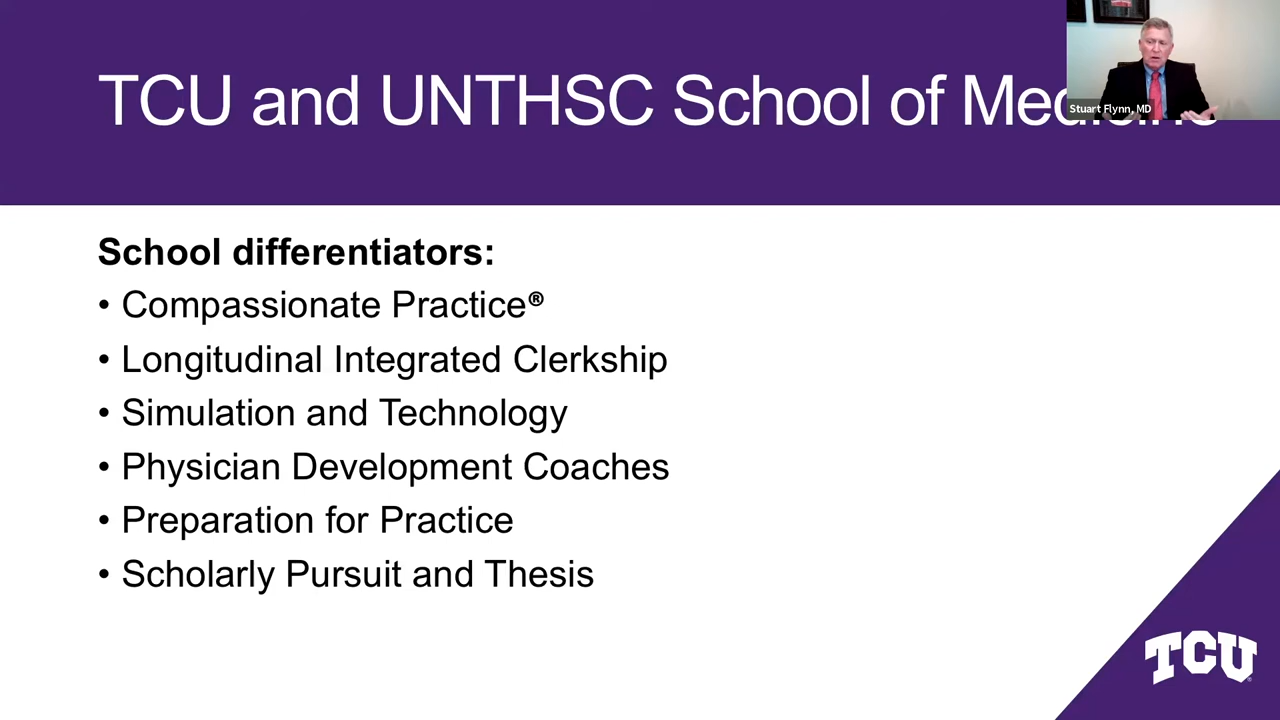 TCU and UNTHSC School of Medicine
Stuart Flynn, MD
School differentiators:
• Compassionate Practice®
• Longitudinal Integrated Clerkship
• Simulation and Technology
• Physician Development Coaches
• Preparation for Practice
• Scholarly Pursuit and Thesis
TCU